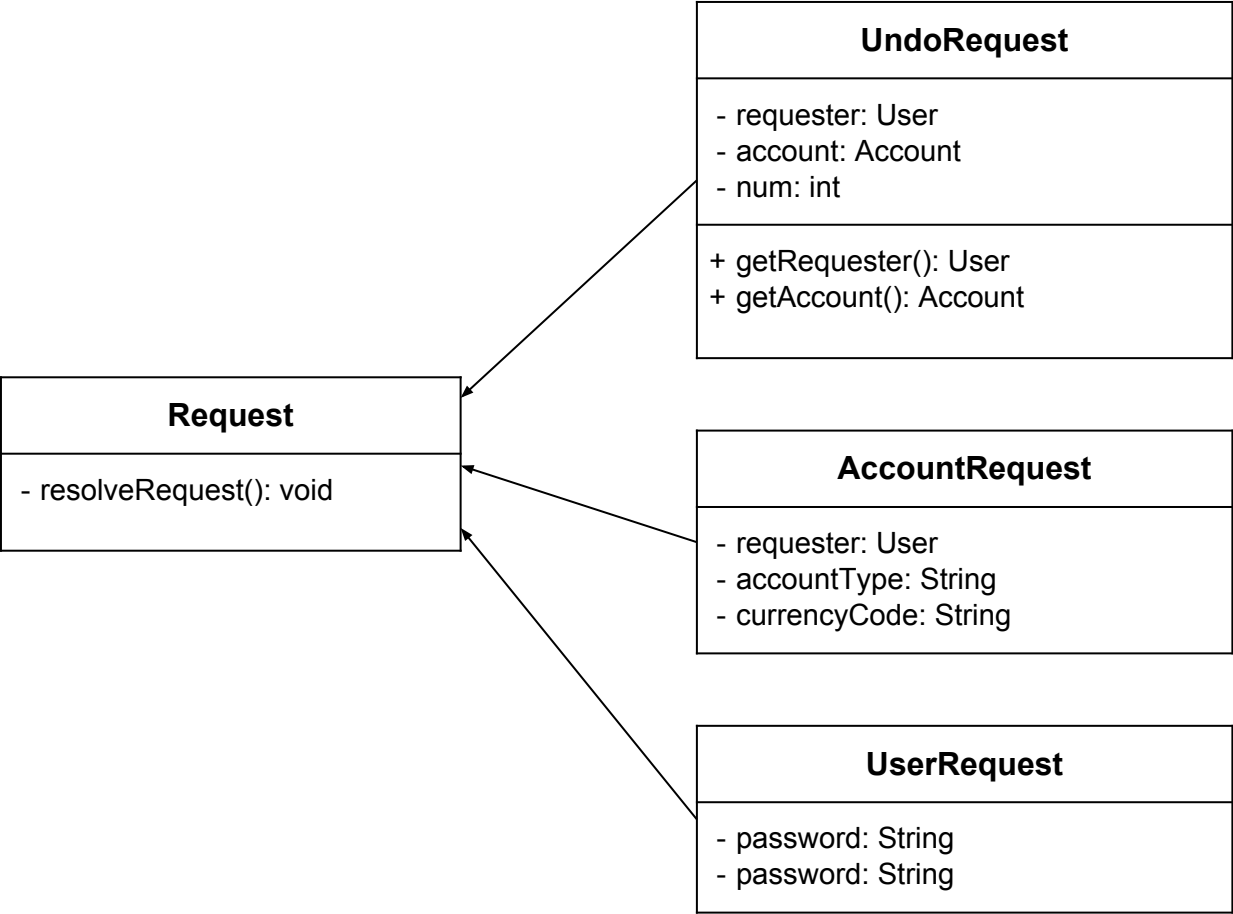 UndoRequest
- requester: User
- account: Account
- num: int
+ getRequester(): User
+ getAccount(): Account
Request
- resolveRequest(): void
AccountRequest
- requester: User
- accountType: String
- currencyCode: String
UserRequest
- password: String
- password: String